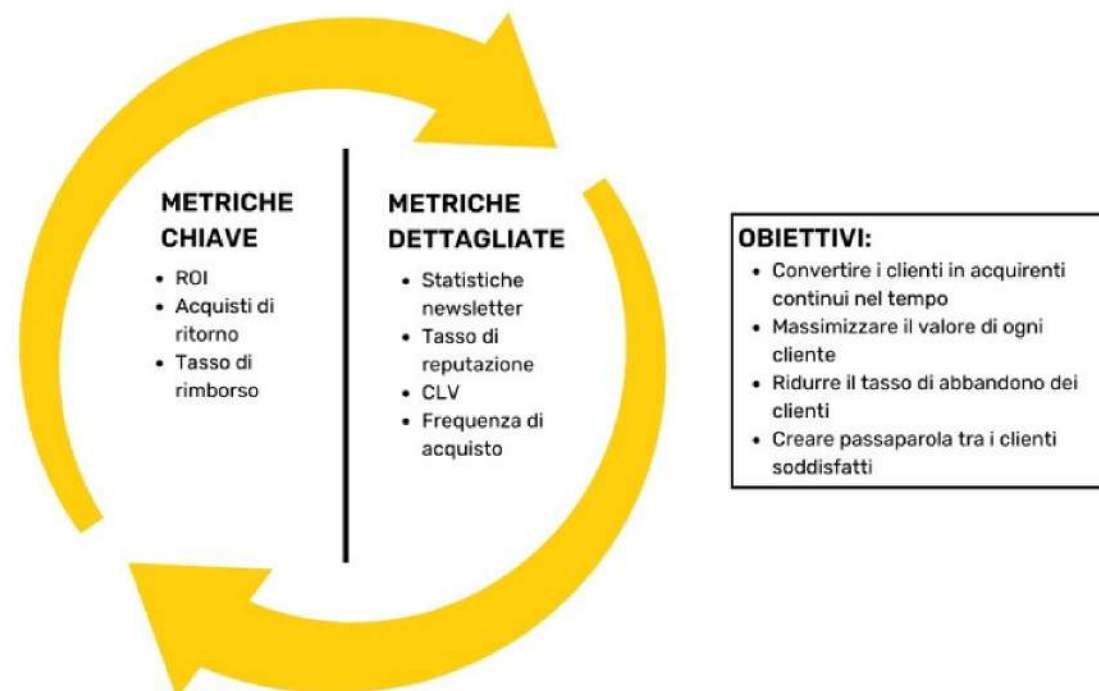 METRICHE
CHIAVE
• ROI
• Acquisti di
ritorno
• Tasso di
rimborso
METRICHE
DETTAGLIATE
• Statistiche
newsletter
• Tasso di
reputazione
• CLV
• Frequenza di
acquisto
OBIETTIVI:
• Convertire i clienti in acquirenti
continui nel tempo
• Massimizzare il valore di ogni
cliente
• Ridurre il tasso di abbandono dei
clienti
• Creare passaparola tra i clienti
soddisfatti